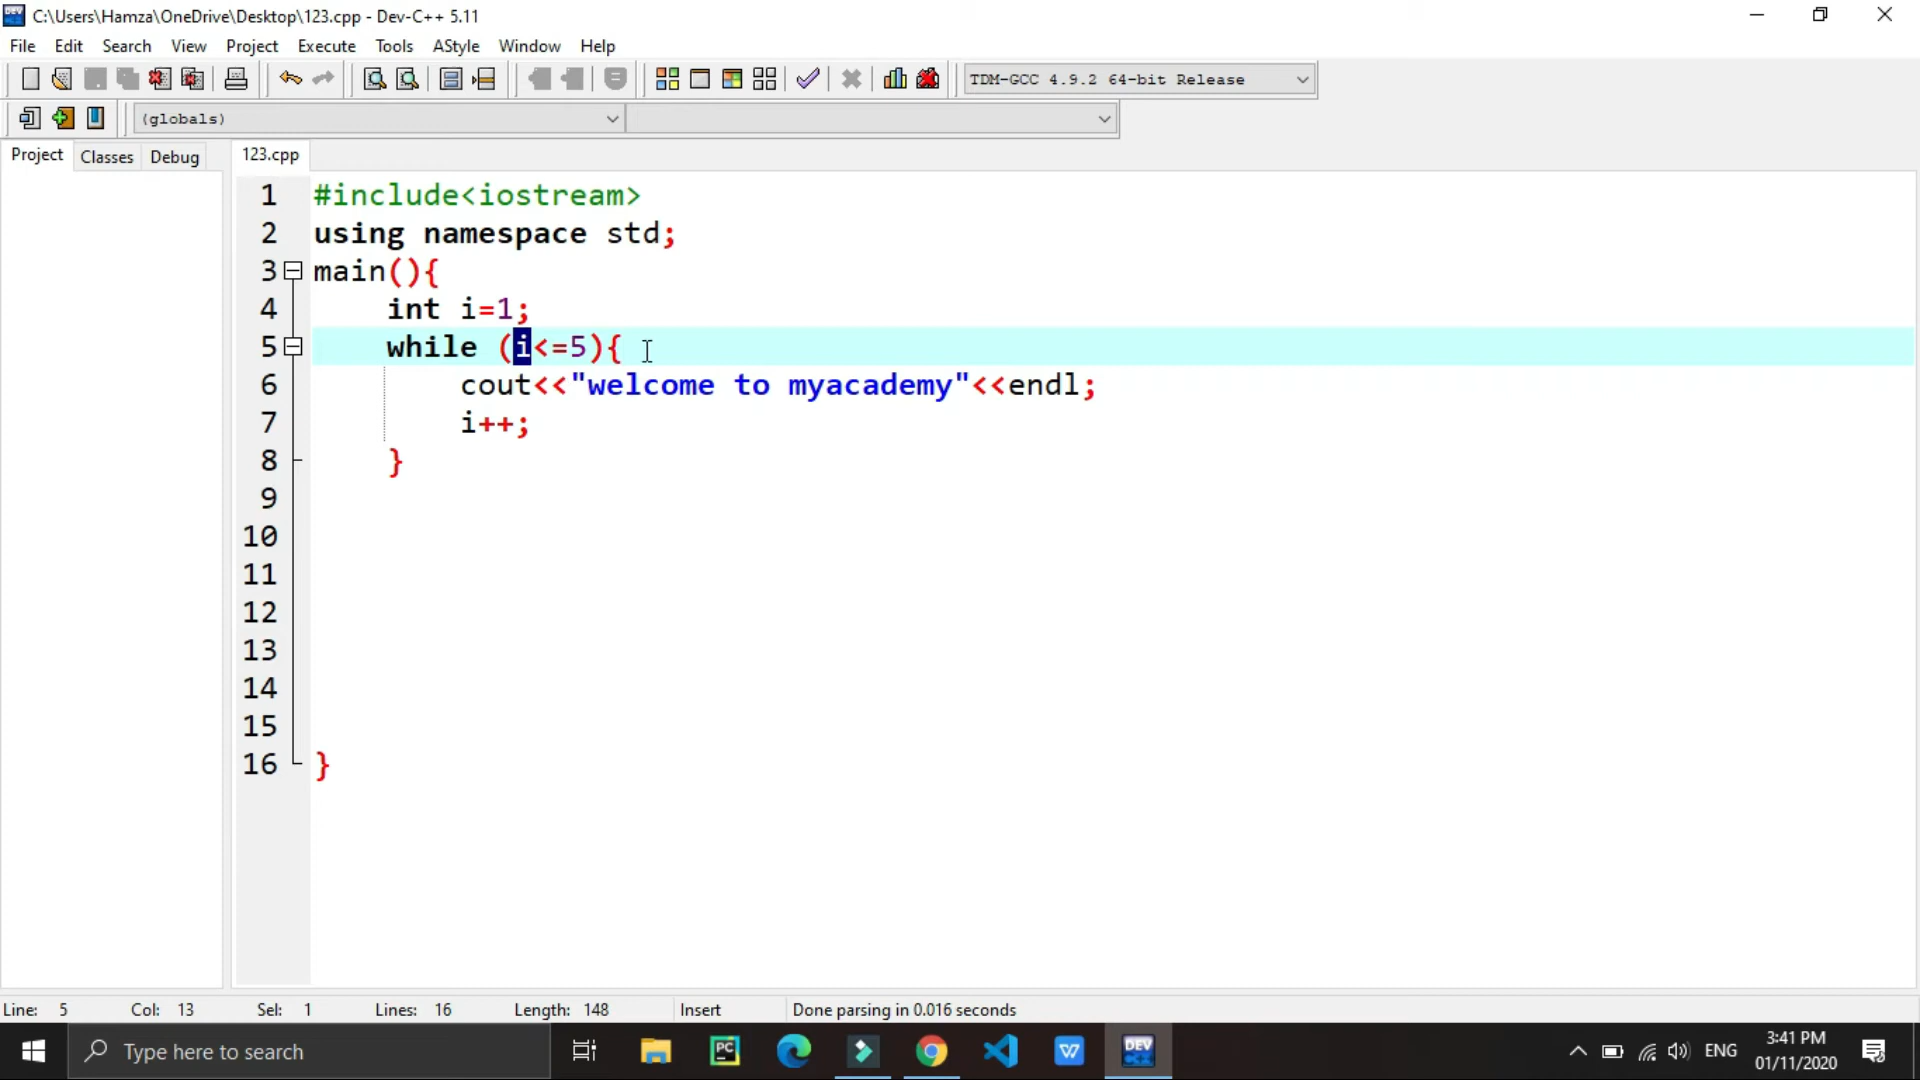 C:\Users\Hamza\OneDrive\Desktop\123.cpp - Dev-C++ 5.11
File Edit Search View Project Execute Tools AStyle Window Help
TDM-GCC 4.9.2 64-bit Release
(globals)
Project Classes Debug 123.cpp
1 #include<iostream>
2 using namespace std;
3 main(){
4 int i=1;
5 while (i<=5){
6 cout<<"welcome to myacademy"<<endl;
7 i++;
8 }
9
10
11
12
13
14
15
16 }
Line: 5 Col: 13 Sel: 1 Lines: 16 Length: 148 Insert Done parsing in 0.016 seconds
Type here to search PC W DEV C++ ENG 3:41 PM
01/11/2020